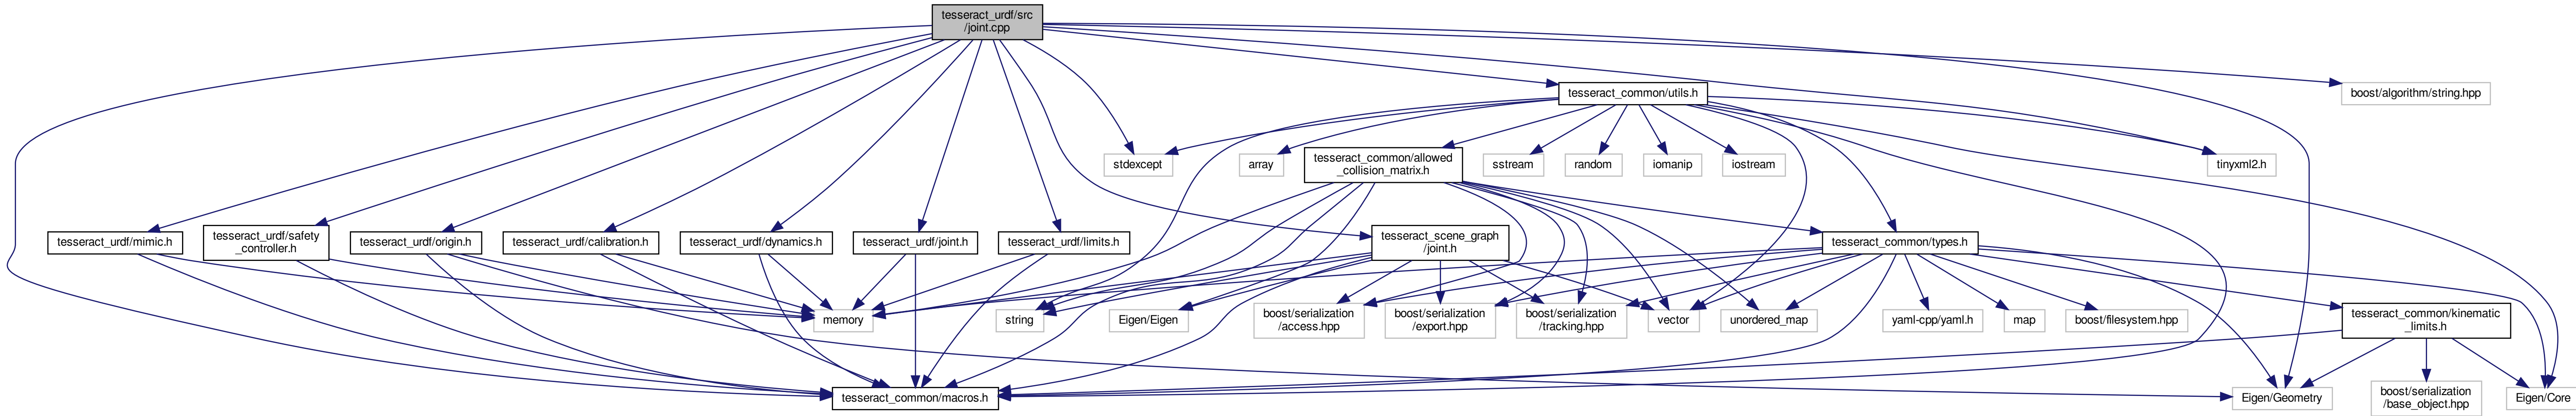 tesseract_urdf/src
/joint.cpp
tesseract_common/utils.h
boost/algorithm/string.hpp
stdexcept
array
tesseract_common/allowed
_collision_matrix.h
sstream
random
iomanip
iostream
tinyxml2.h
tesseract_urdf/mimic.h
tesseract_urdf/safety
_controller.h
tesseract_urdf/origin.h
tesseract_urdf/calibration.h
tesseract_urdf/dynamics.h
tesseract_urdf/joint.h
tesseract_urdf/limits.h
tesseract_scene_graph
/joint.h
tesseract_common/types.h
memory
string
Eigen/Eigen
boost/serialization
/access.hpp
boost/serialization
/export.hpp
boost/serialization
/tracking.hpp
vector
unordered_map
yaml-cpp/yaml.h
map
boost/filesystem.hpp
tesseract_common/kinematic
_limits.h
tesseract_common/macros.h
Eigen/Geometry
boost/serialization
/base_object.hpp
Eigen/Core